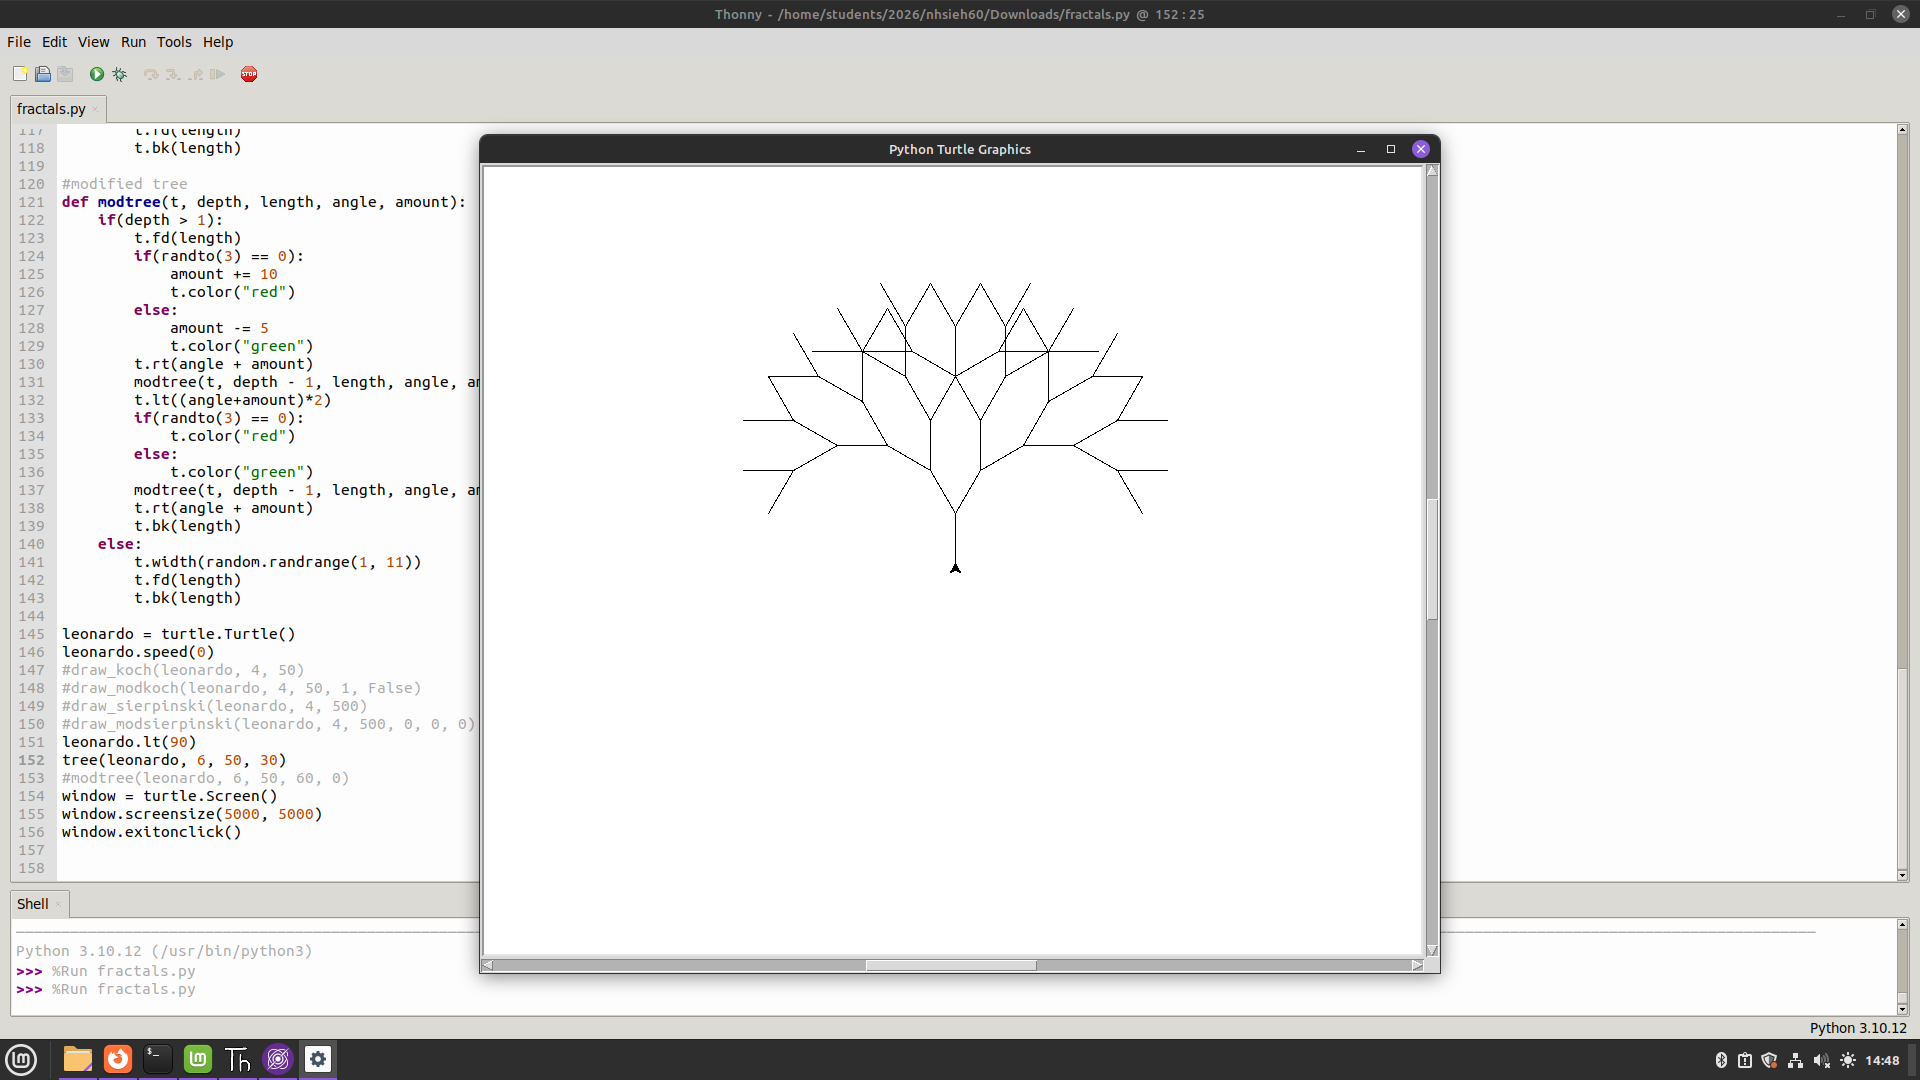 Thonny - /home/students/2026/nhsieh60/Downloads/fractals.py @ 152 : 25
File Edit View Run Tools Help
STOP
fractals.py
117 t.fd(length)
118 t.bk(length)
119
120 #modified tree
121 def modtree(t, depth, length, angle, amount):
122 if(depth > 1):
123 t.fd(length)
124 if(randto(3) == 0):
125 amount += 10
126 t.color("red")
127 else:
128 amount -= 5
129 t.color("green")
130 t.rt(angle + amount)
131 modtree(t, depth - 1, length, angle, a
132 t.lt((angle+amount)*2)
133 if(randto(3) == 0):
134 t.color("red")
135 else:
136 t.color("green")
137 modtree(t, depth - 1, length, angle, a
138 t.rt(angle + amount)
139 t.bk(length)
140 else:
141 t.width(random.randrange(1, 11))
142 t.fd(length)
143 t.bk(length)
144
145 leonardo = turtle.Turtle()
146 leonardo.speed(0)
147 #draw_koch(leonardo, 4, 50)
148 #draw_modkoch(leonardo, 4, 50, 1, False)
149 #draw_sierpinski(leonardo, 4, 500)
150 #draw_modsierpinski(leonardo, 4, 500, 0, 0, 0)
151 leonardo.lt(90)
152 tree(leonardo, 6, 50, 30)
153 #modtree(leonardo, 6, 50, 60, 0)
154 window = turtle.Screen()
155 window.screensize(5000, 5000)
156 window.exitonclick()
157
158
Python Turtle Graphics
Shell
Python 3.10.12 (/usr/bin/python3)
>>> %Run fractals.py
>>> %Run fractals.py
Python 3.10.12
Th
14:48